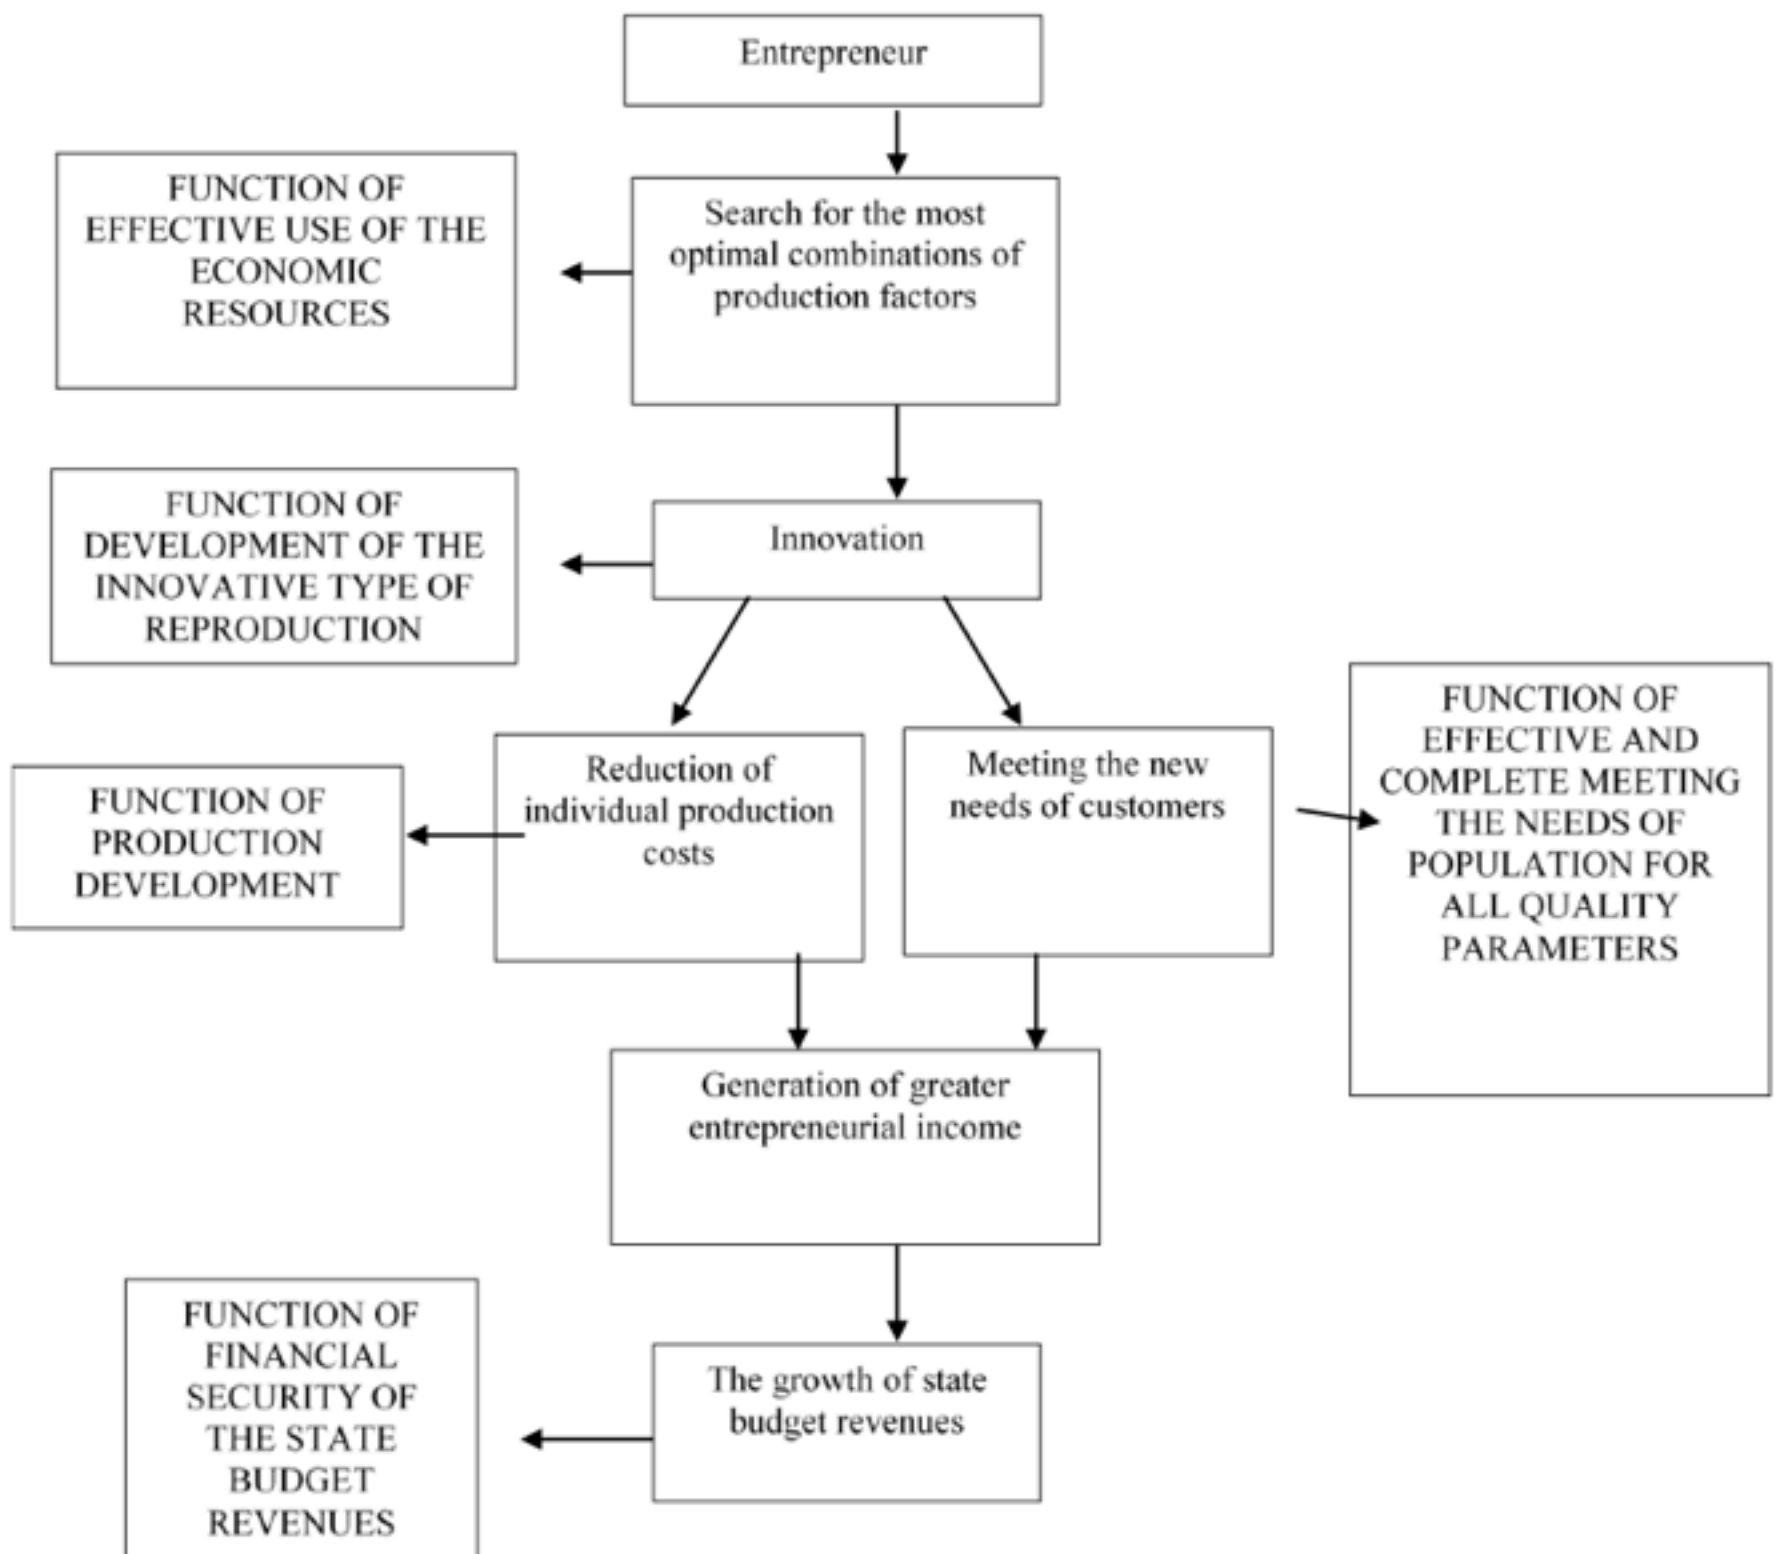 Entrepreneur
FUNCTION OF
EFFECTIVE USE OF THE
ECONOMIC
RESOURCES
Search for the most
optimal combinations of
production factors
FUNCTION OF
DEVELOPMENT OF THE
INNOVATIVE TYPE OF
REPRODUCTION
Innovation
FUNCTION OF
PRODUCTION
DEVELOPMENT
Reduction of
individual production
costs
Meeting the new
needs of customers
FUNCTION OF
EFFECTIVE AND
COMPLETE MEETING
THE NEEDS OF
POPULATION FOR
ALL QUALITY
PARAMETERS
Generation of greater
entrepreneurial income
FUNCTION OF
FINANCIAL
SECURITY OF
THE STATE
BUDGET
REVENUES
The growth of state
budget revenues